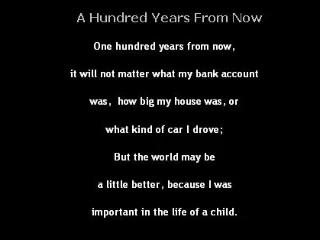 A Hundred Years From Now
One hundred years from now,
it will not matter what my bank account
was, how big my house was, or
what kind of car I drove;
But the world may be
a little better, because I was
important in the life of a child.